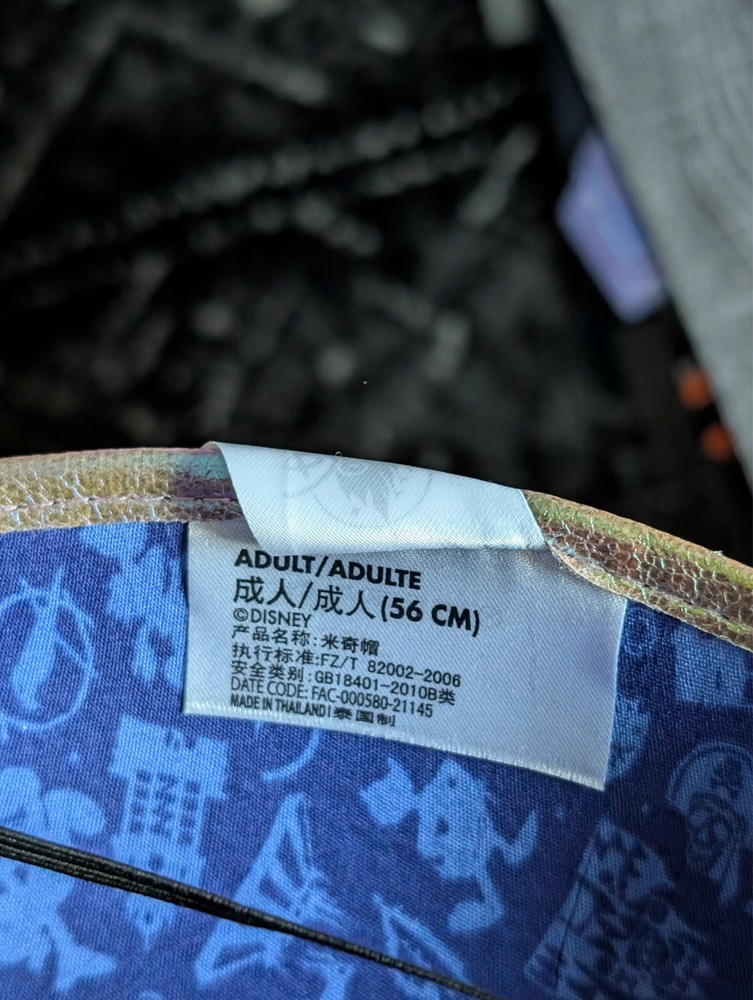 ADULT/ADULTE
成人/成人(56 CM)
©DISNEY
产品名称:米奇帽
执行标准:FZ/T 82002-2006
安全类别:GB18401-2010B类
DATE CODE: FAC-000580-21145
MADE IN THAILAND I 泰国制